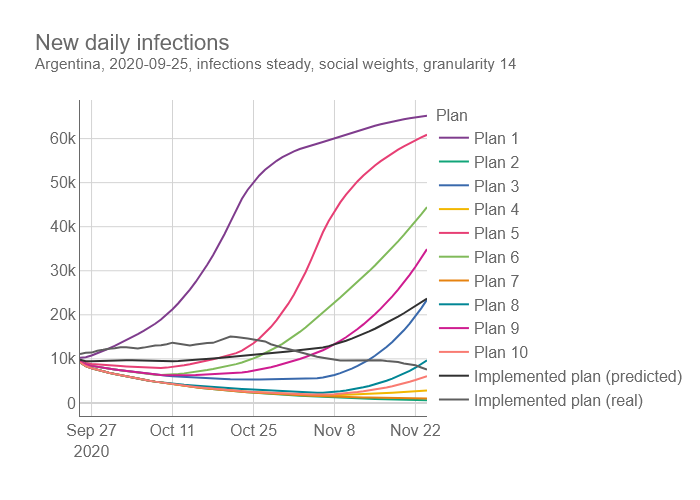 New daily infections
Argentina, 2020-09-25, infections steady, social weights, granularity 14
Plan
60k
Plan 1
Plan 2
50k
Plan 3
Plan 4
40k
Plan 5
Plan 6
30k
Plan 7
20k
Plan 8
Plan 9
10k
Plan 10
Implemented plan (predicted)
0
Implemented plan (real)
Sep 27 Oct 11 Oct 25 Nov 8 Nov 22
2020